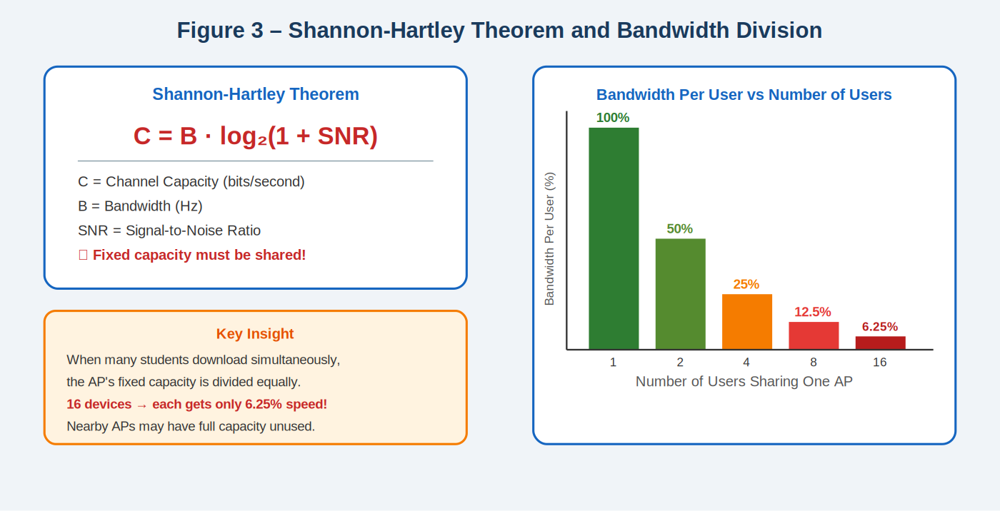 Figure 3 – Shannon-Hartley Theorem and Bandwidth Division
Shannon-Hartley Theorem
C = B · log₂(1 + SNR)
C = Channel Capacity (bits/second)
B = Bandwidth (Hz)
SNR = Signal-to-Noise Ratio
Fixed capacity must be shared!
Key Insight
When many students download simultaneously,
the AP's fixed capacity is divided equally.
16 devices → each gets only 6.25% speed!
Nearby APs may have full capacity unused.
Bandwidth Per User vs Number of Users
Bandwidth Per User (%)
100%
50%
25%
12.5%
6.25%
1 2 4 8 16
Number of Users Sharing One AP